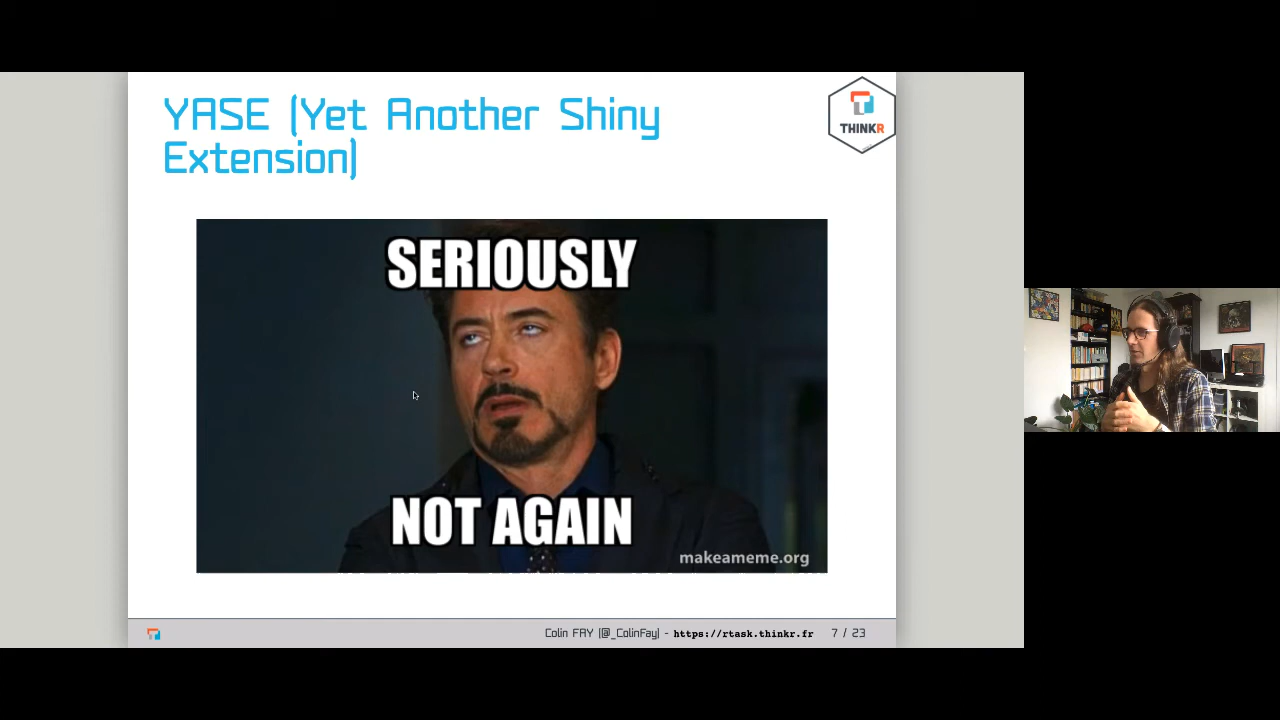 YASE (Yet Another Shiny
Extension)
THINKR
SERIOUSLY
NOT AGAIN
makeameme.org
Colin FAY (@_ColinFay) - https://rtask.thinkr.fr 7 / 23